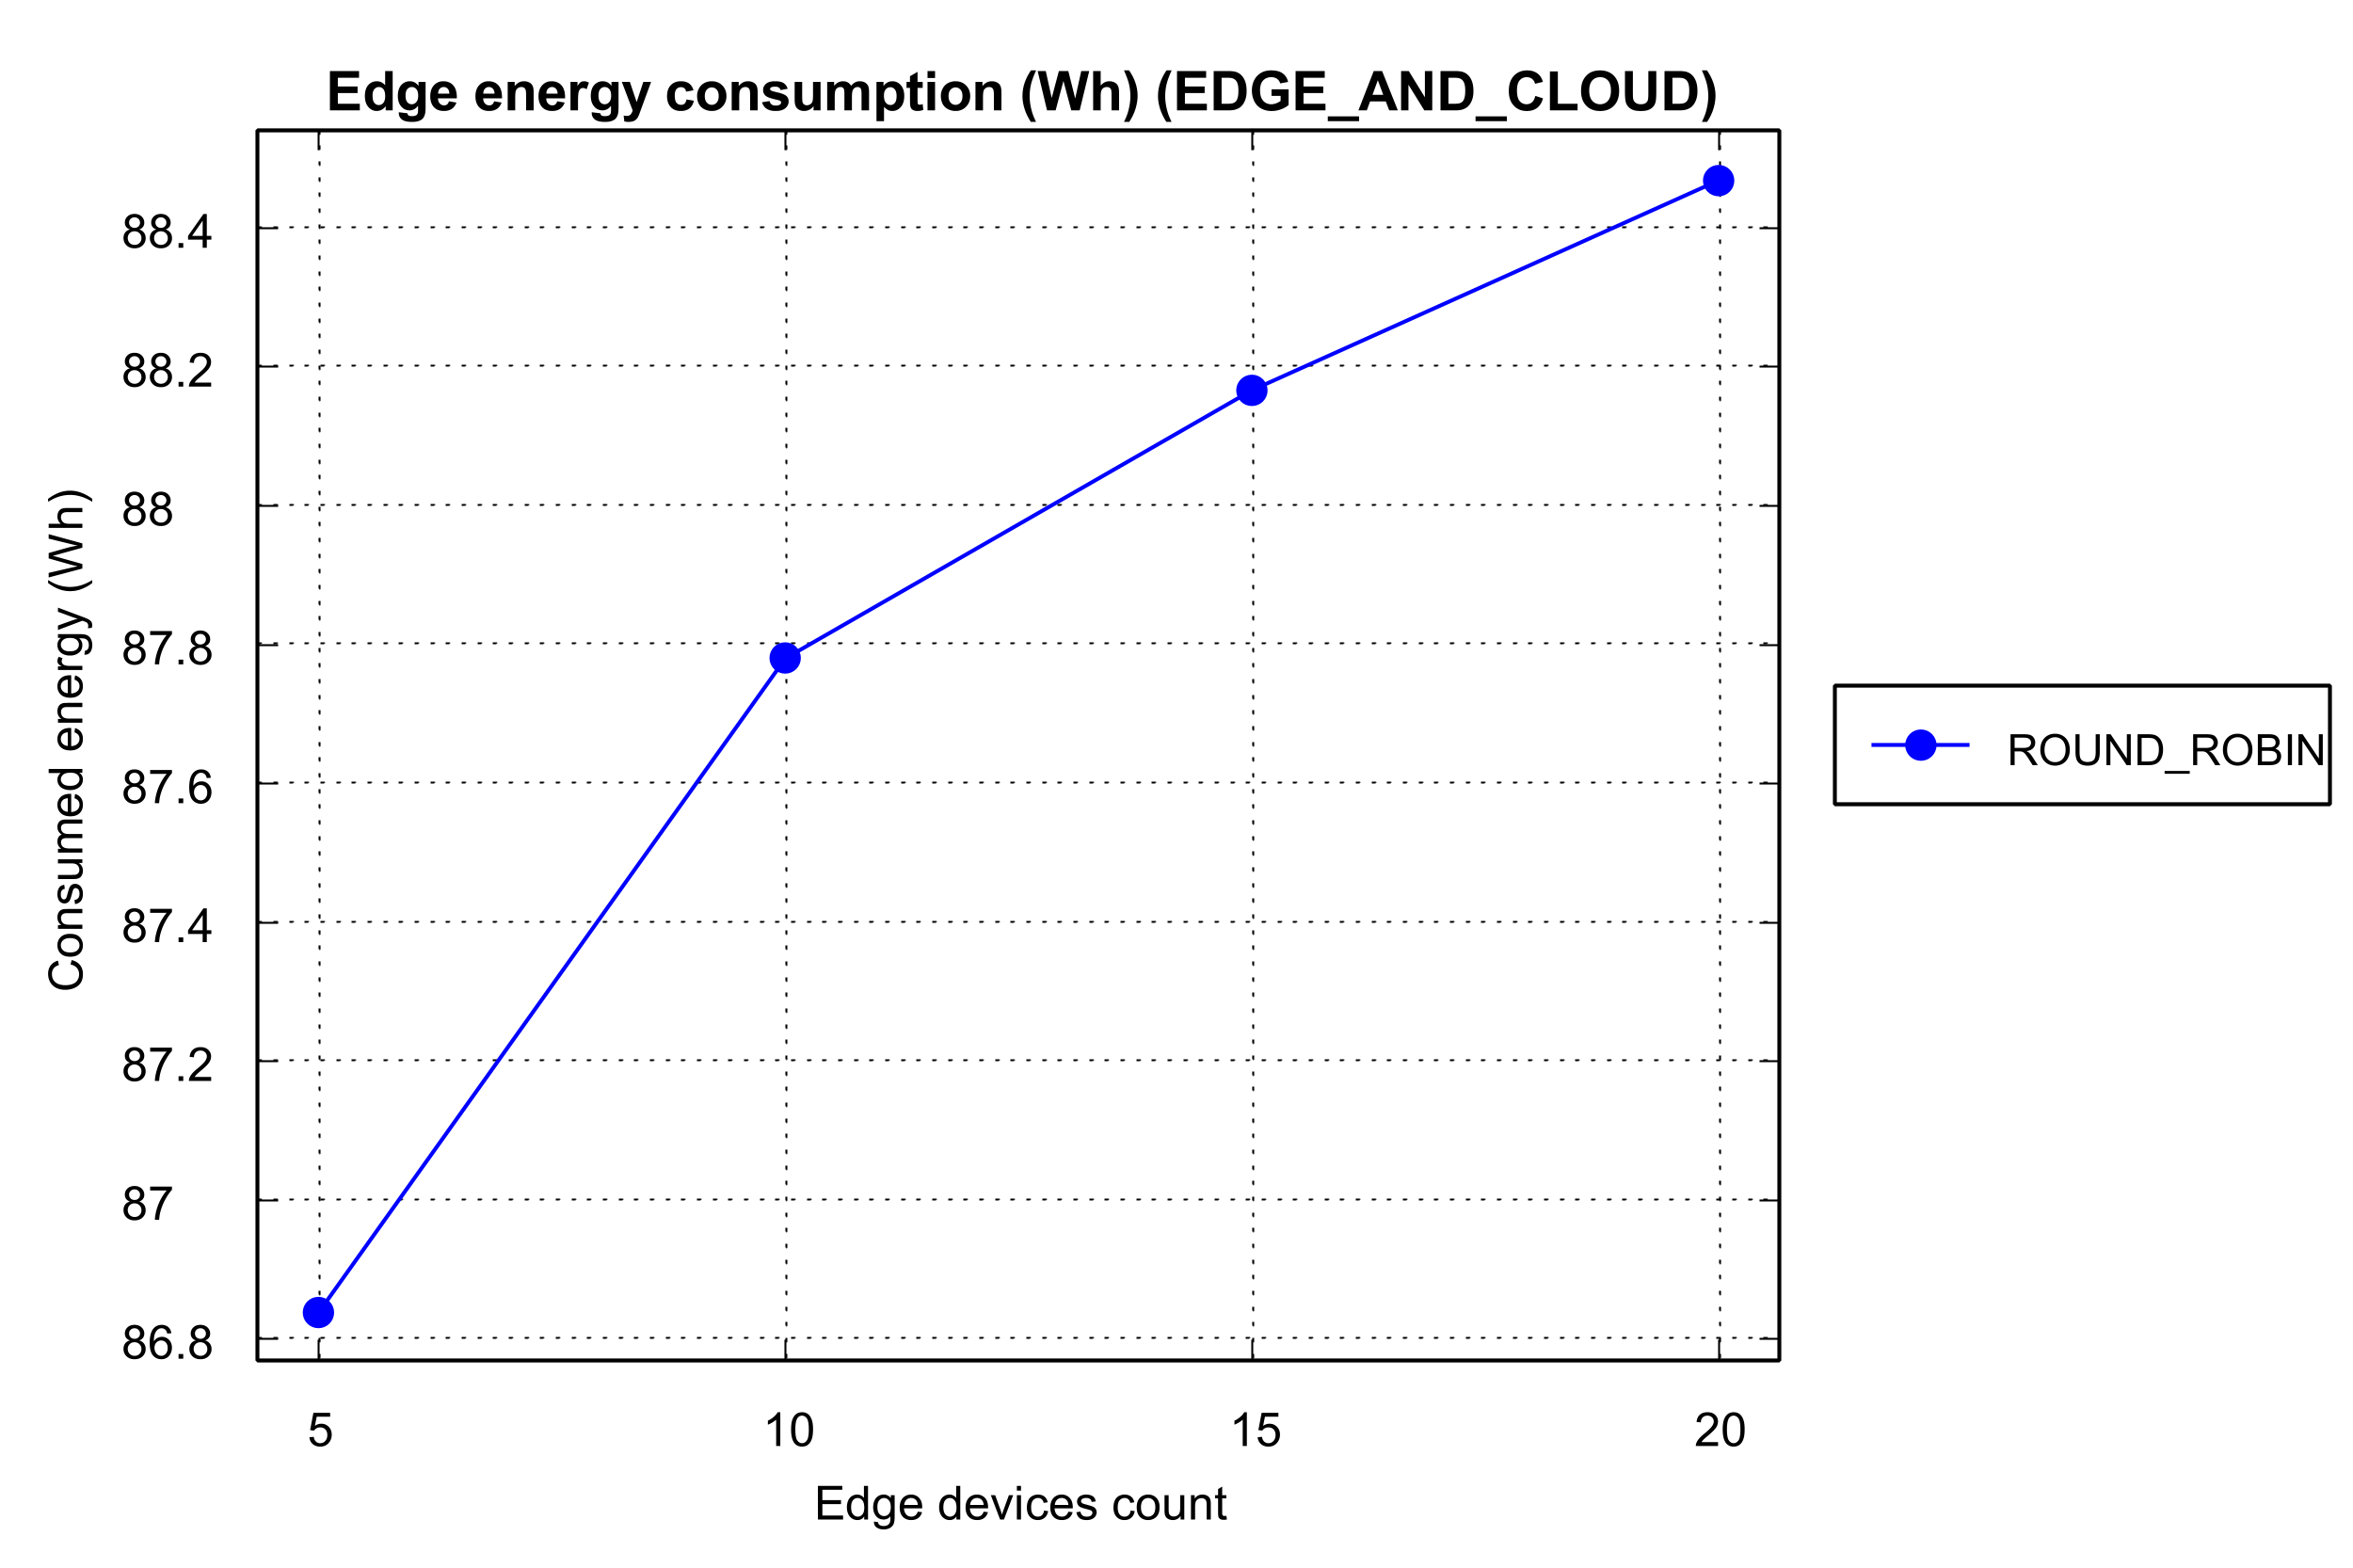 Edge energy consumption (Wh) (EDGE_AND_CLOUD)
88.4
88.2
88
87.8
87.6
87.4
87.2
87
86.8
Consumed energy (Wh)
5 10 15 20
Edge devices count
ROUND_ROBIN